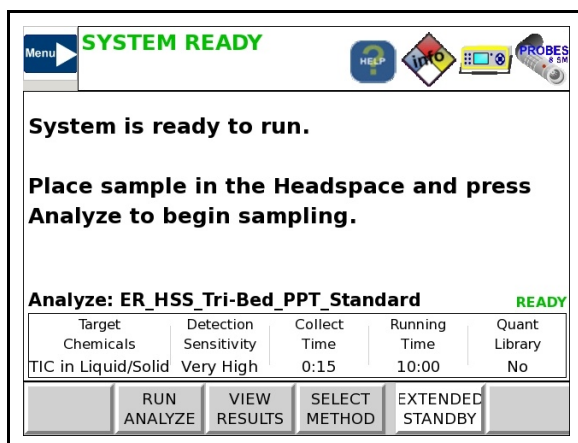 Menu
SYSTEM READY
HELP
info
PROBES
& SM
System is ready to run.
Place sample in the Headspace and press
Analyze to begin sampling.
Analyze: ER_HSS_Tri-Bed_PPT_Standard
READY
Target Chemicals
Detection Sensitivity
Collect Time
Running Time
Quant Library
TIC in Liquid/Solid
Very High
0:15
10:00
No
RUN ANALYZE
VIEW RESULTS
SELECT METHOD
EXTENDED STANDBY